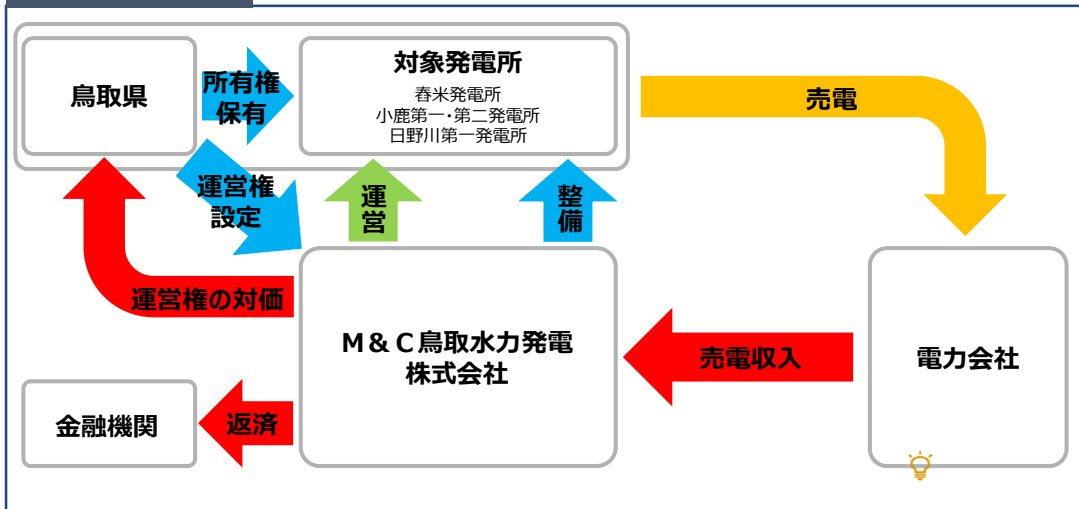 鳥取県
所有権
保有
対象発電所
春米発電所
小鹿第一・第二発電所
日野川第一発電所
売電
運営権
設定
運営
整備
運営権の対価
M&C鳥取水力発電
株式会社
売電収入
電力会社
金融機関
返済